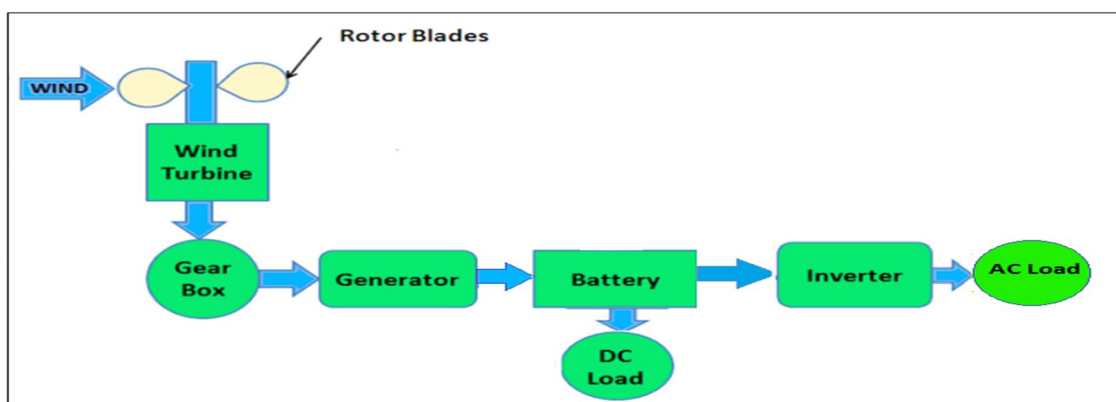 Rotor Blades
WIND
Wind
Turbine
Gear
Box
Generator
Battery
Inverter
AC Load
DC
Load